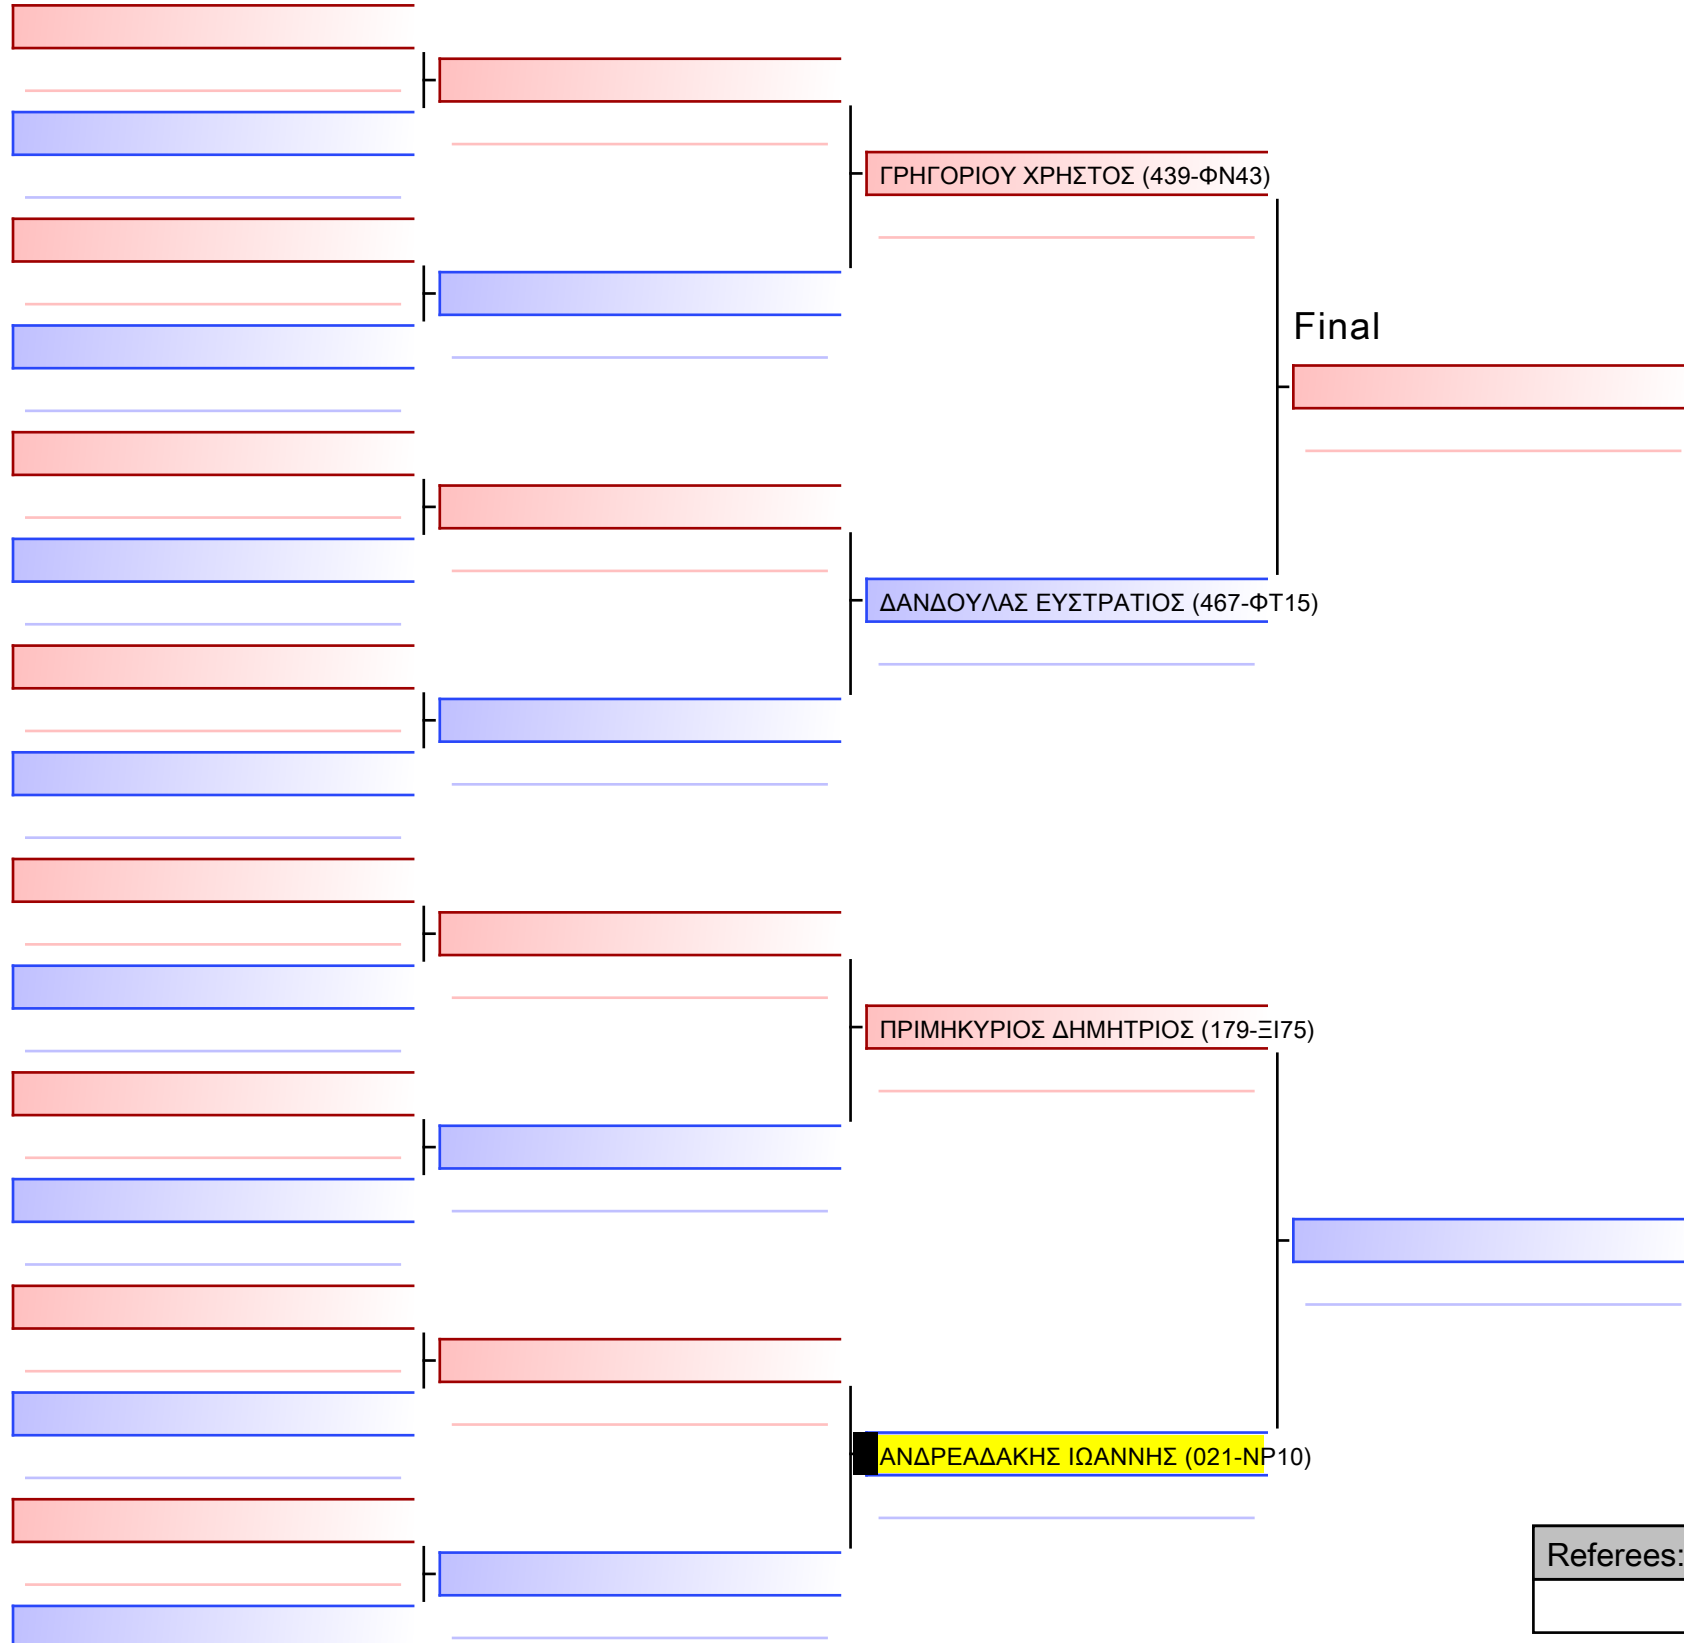 ΓΡΗΓΟΡΙΟΥ ΧΡΗΣΤΟΣ (439-ΦΝ43)
Final
ΔΑΝΔΟΥΛΑΣ ΕΥΣΤΡΑΤΙΟΣ (467-ΦΤ15)
ΠΡΙΜΗΚΥΡΙΟΣ ΔΗΜΗΤΡΙΟΣ (179-ΞΙ75)
ΑΝΔΡΕΑΔΑΚΗΣ ΙΩΑΝΝΗΣ (021-ΝΡ10)
Referees: